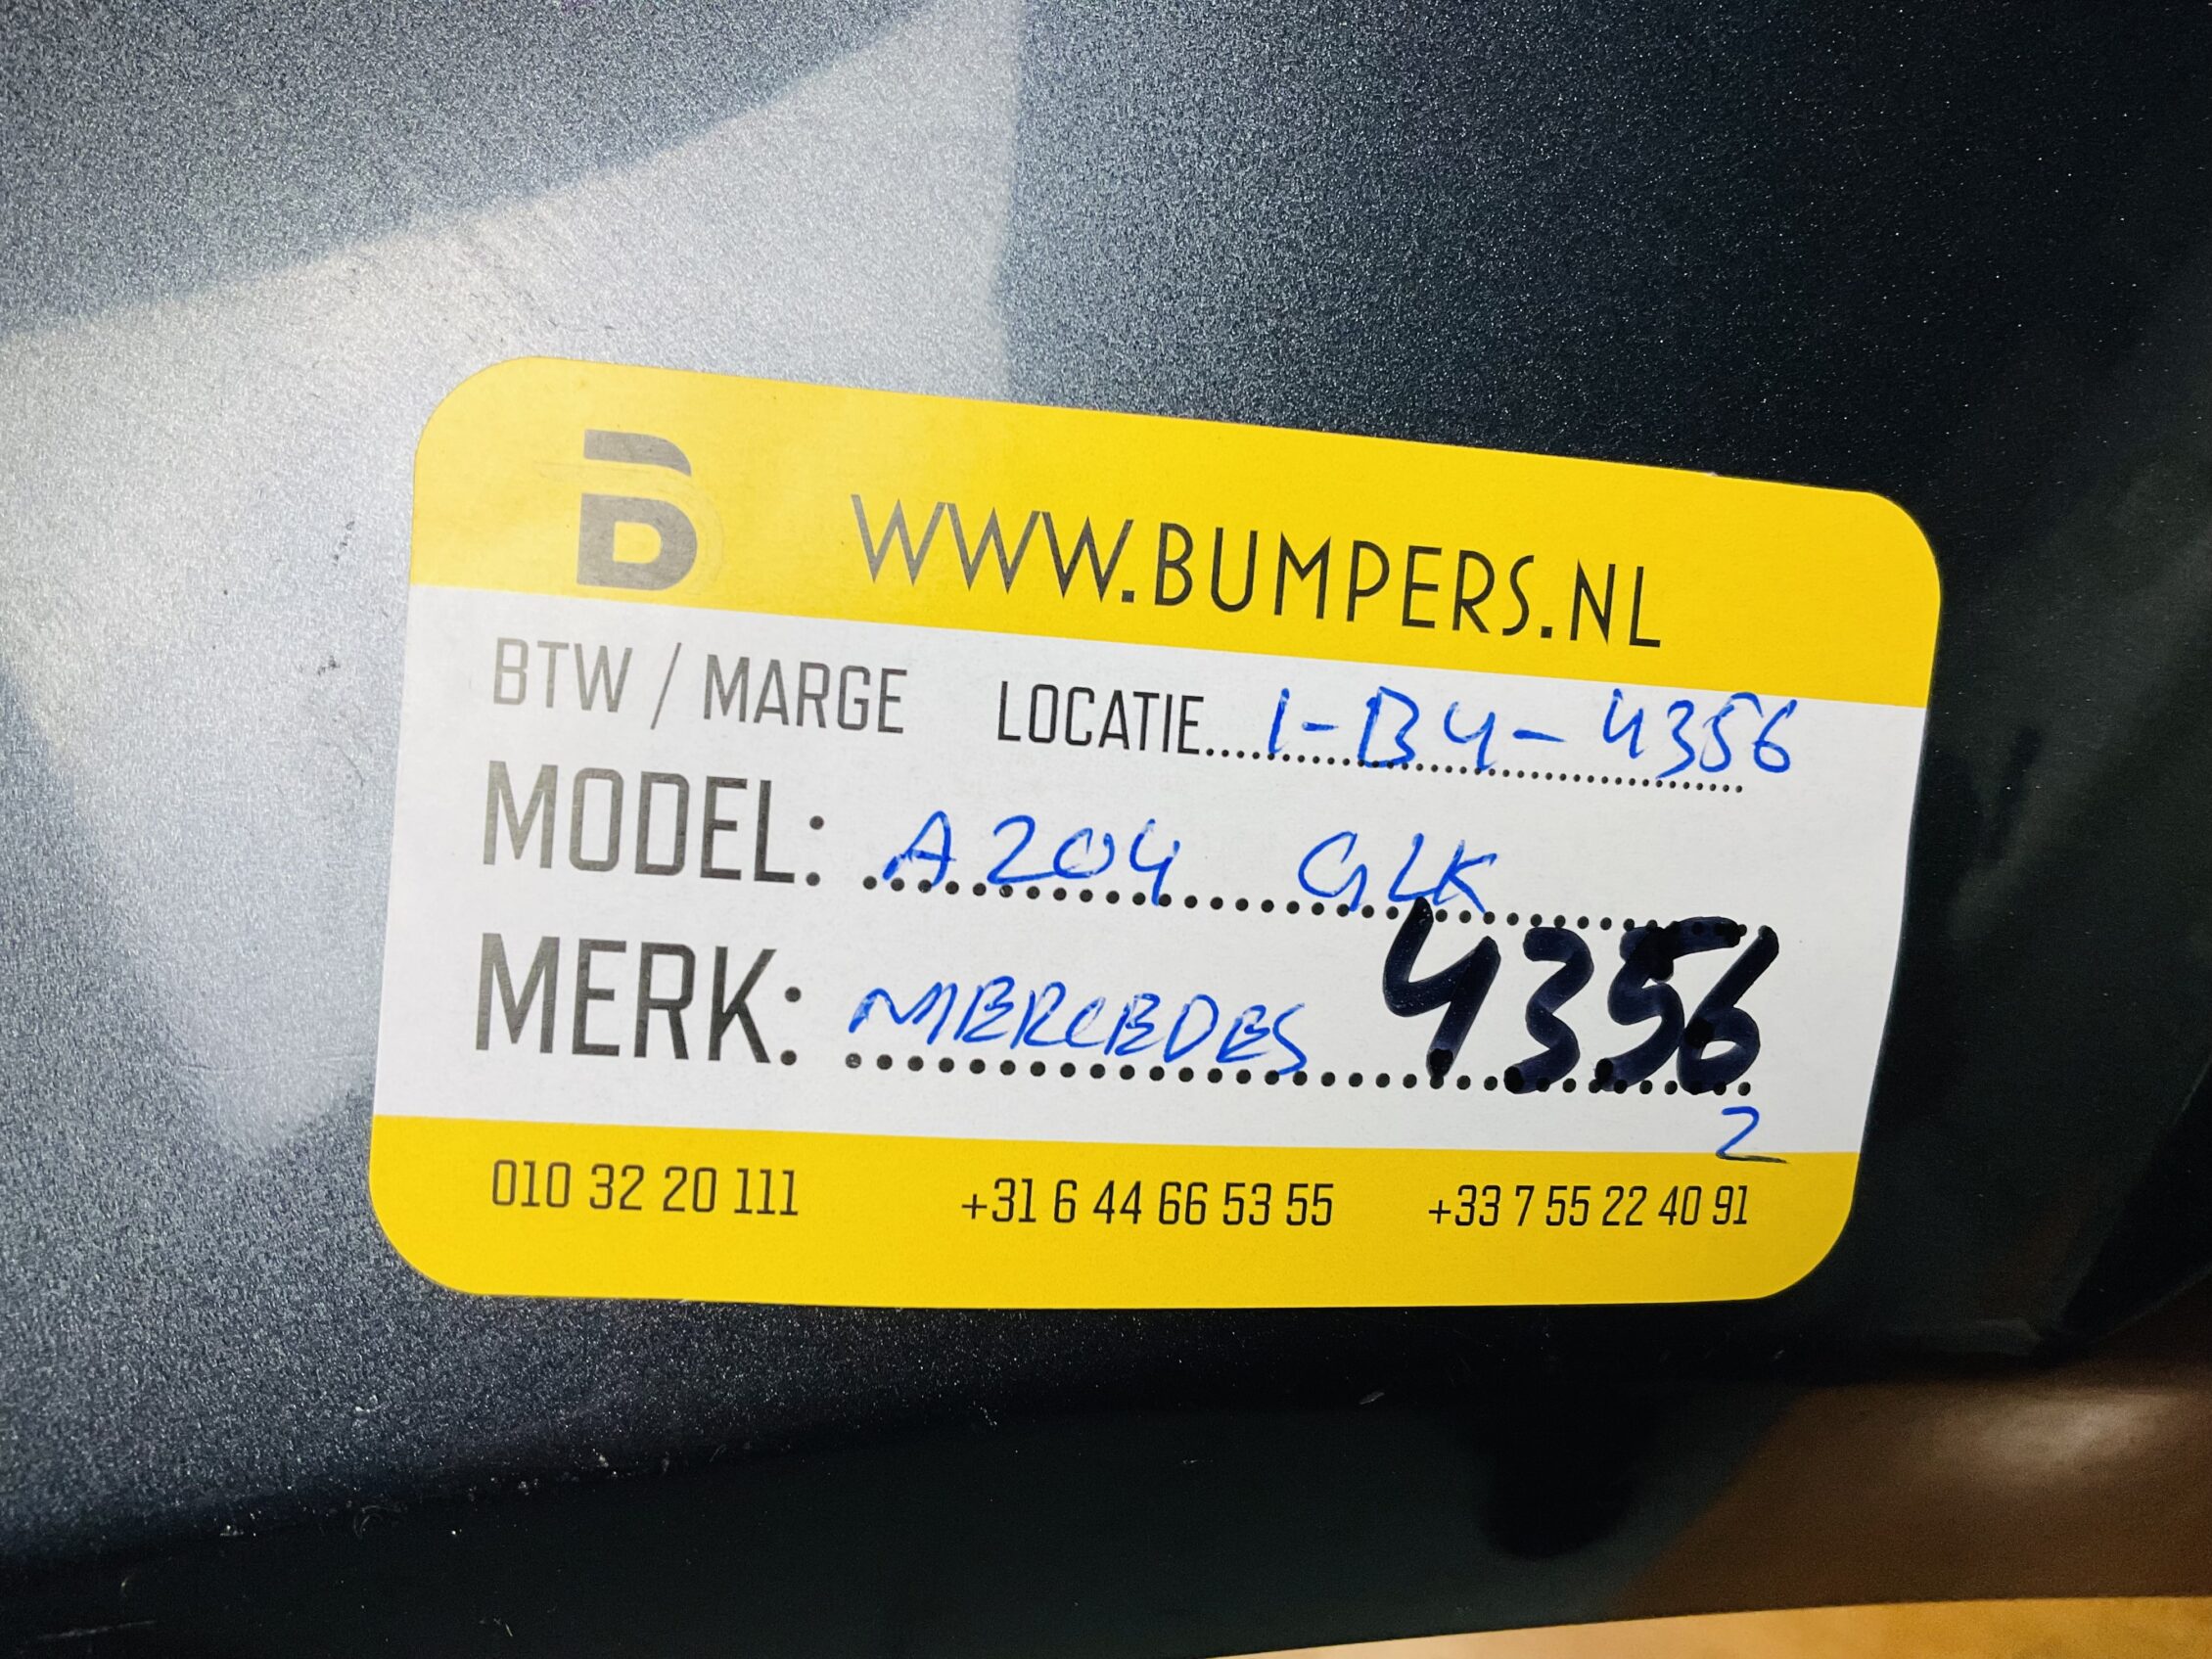 B WWW.BUMPERS.NL
BTW / MARGE LOCATIE..... 1-B4-4356
MODEL: A204 GLK
MERK: MERCEDES 4356
2
010 32 20 111 +31 6 44 66 53 55 +33 7 55 22 40 91